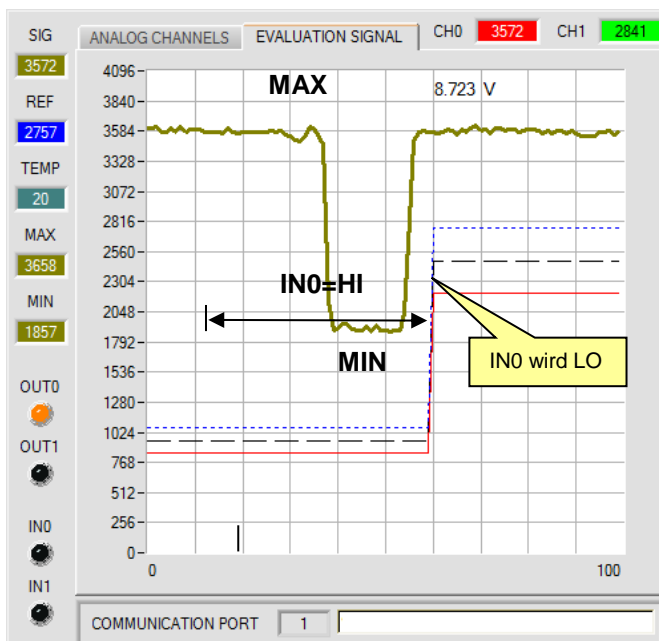 SIG
3572
REF
2757
TEMP
20
MAX
3658
MIN
1857
OUT0
OUT1
IN0
IN1
ANALOG CHANNELS
EVALUATION SIGNAL
CH0 3572 CH1 2841
4096
3840
3584
3328
3072
2816
2560
2304
2048
1792
1536
1280
1024
768
512
256
0
MAX
8.723 V
IN0=HI
MIN
IN0 wird LO
0 100
COMMUNICATION PORT 1